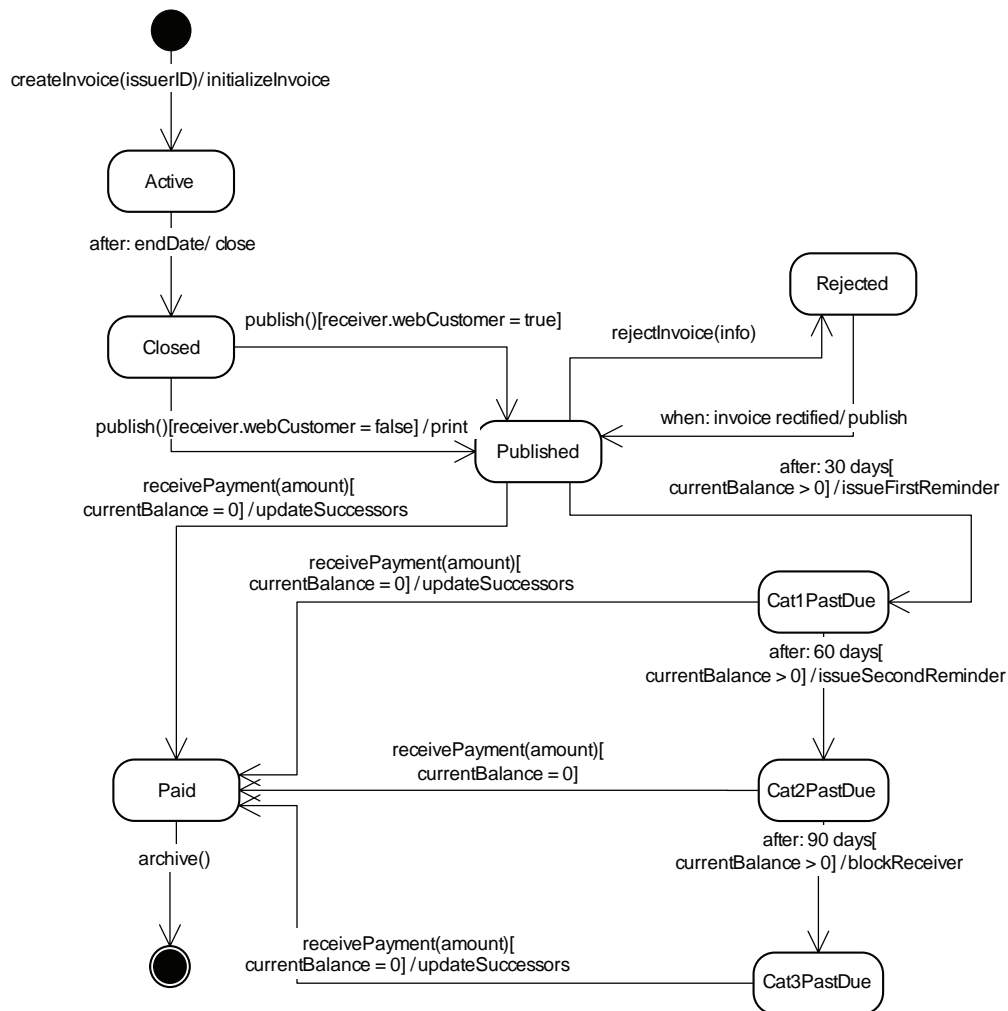 createInvoice(issuerID)/ initializeInvoice
Active
after: endDate/ close
Rejected
publish()[receiver.webCustomer = true]
rejectInvoice(info)
Closed
publish()[receiver.webCustomer = false] / print
when: invoice rectified/ publish
Published
after: 30 days[
currentBalance > 0] / issueFirstReminder
receivePayment(amount)[
currentBalance = 0] / updateSuccessors
receivePayment(amount)[
currentBalance = 0] / updateSuccessors
Cat1PastDue
after: 60 days[
currentBalance > 0] / issueSecondReminder
receivePayment(amount)[
currentBalance = 0]
Paid
Cat2PastDue
after: 90 days[
currentBalance > 0] / blockReceiver
archive()
receivePayment(amount)[
currentBalance = 0] / updateSuccessors
Cat3PastDue